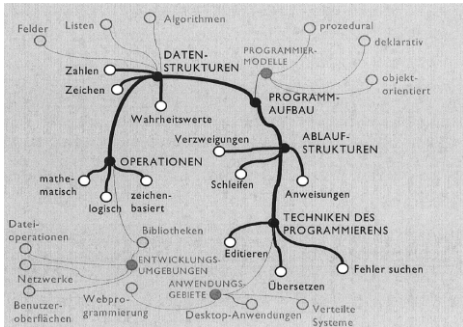 Algorithmen
Listen
Felder
prozedural
deklarativ
objekt-
orientiert
PROGRAMMIER-
MODELLE
DATEN-
STRUKTUREN
Zahlen
Zeichen
Wahrheitswerte
PROGRAMM-
AUFBAU
Verzweigungen
ABLAUF-
STRUKTUREN
Schleifen
Anweisungen
OPERATIONEN
mathe-
matisch
logisch
zeichen-
basiert
TECHNIKEN DES
PROGRAMMIERENS
Editieren
Übersetzen
Fehler suchen
Bibliotheken
Datei-
operationen
ENTWICKLUNGS-
UMGEBUNGEN
Netzwerke
Benutzer-
oberflächen
Webpro-
grammierung
ANWENDUNGS-
GEBIETE
Desktop-Anwendungen
Verteilte
Systeme